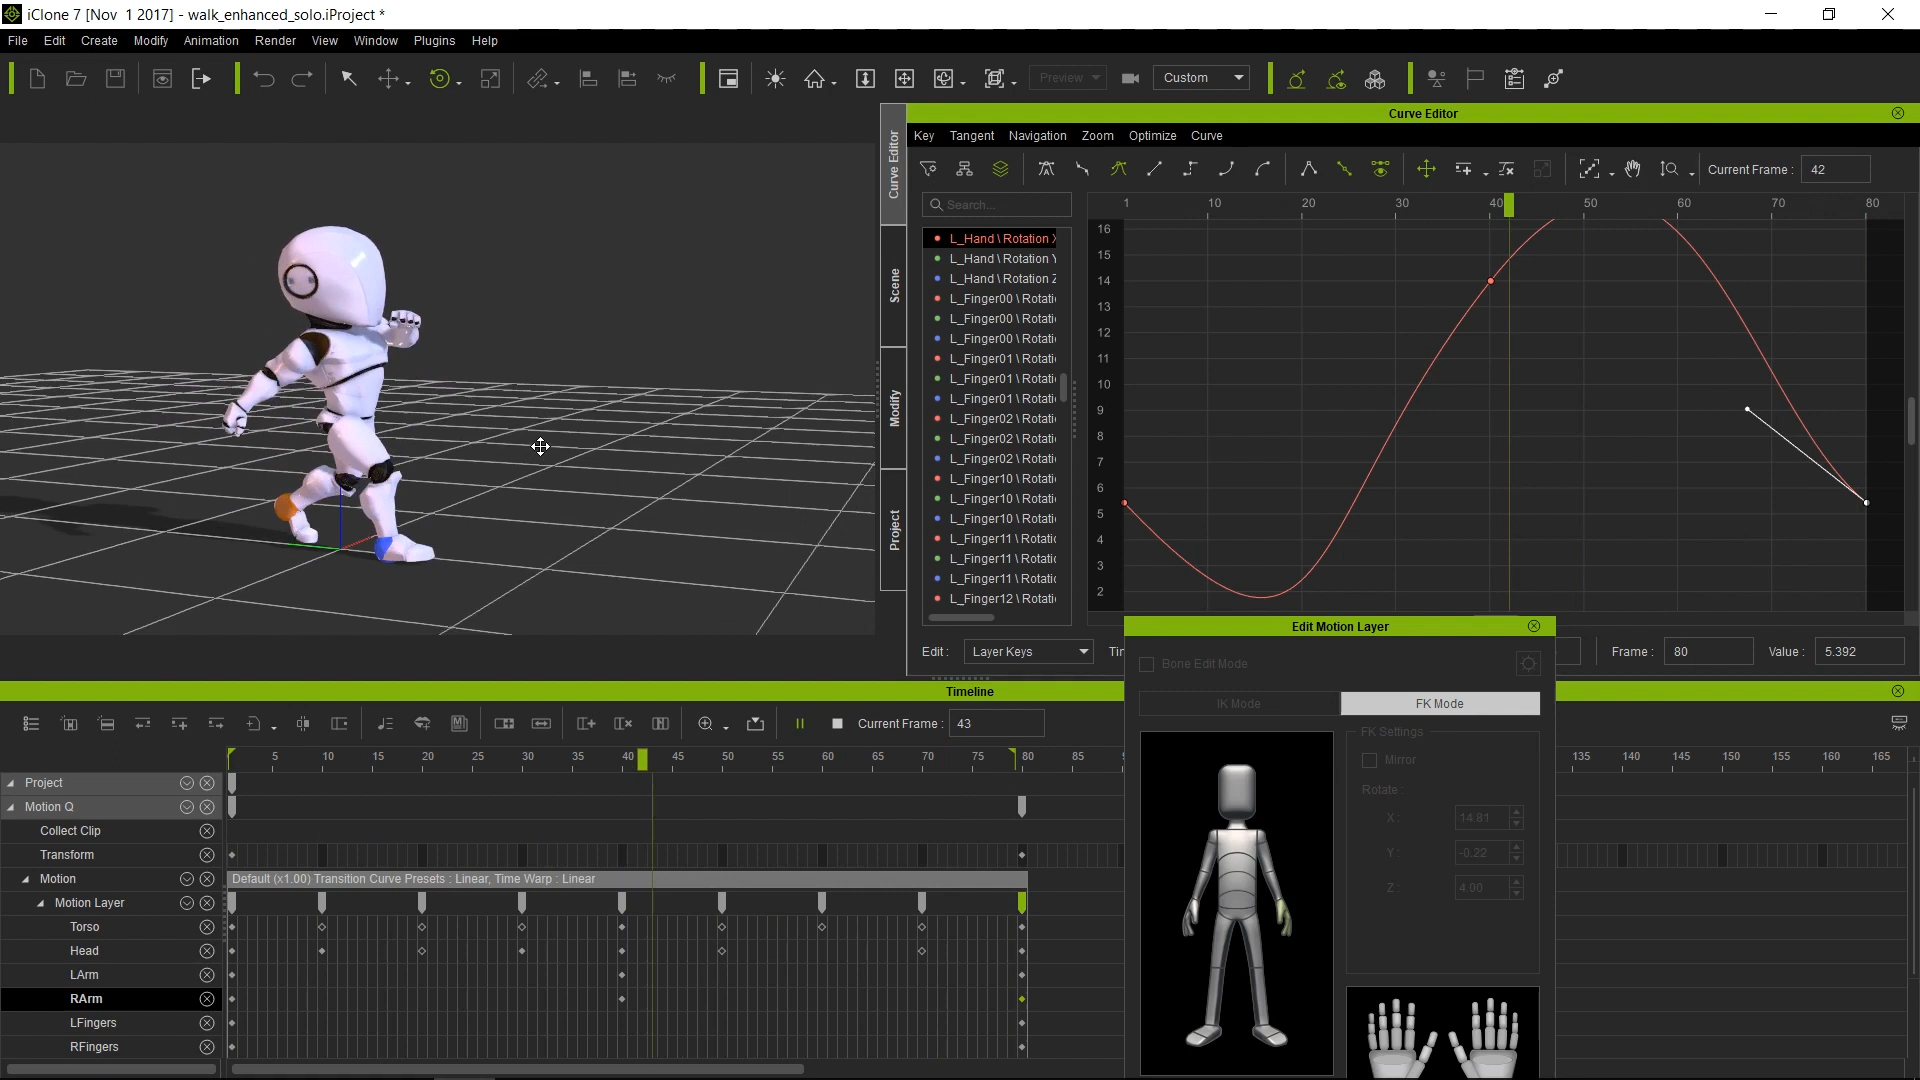 iClone 7 [Nov  1 2017] - walk_enhanced_solo.iProject *
File Edit Create Modify Animation Render View Window Plugins Help
Preview Custom
Curve Editor
Key Tangent Navigation Zoom Optimize Curve
Current Frame : 42
Search...
Curve Editor
Scene
Modify
Project
1 10 20 30 40 50 60 70 80
16
15
14
13
12
11
10
9
8
7
6
5
4
3
2
L_Hand \ Rotation X
L_Hand \ Rotation Y
L_Hand \ Rotation Z
L_Finger00 \ Rotati
L_Finger00 \ Rotati
L_Finger00 \ Rotati
L_Finger01 \ Rotati
L_Finger01 \ Rotati
L_Finger01 \ Rotati
L_Finger02 \ Rotati
L_Finger02 \ Rotati
L_Finger02 \ Rotati
L_Finger10 \ Rotati
L_Finger10 \ Rotati
L_Finger10 \ Rotati
L_Finger11 \ Rotati
L_Finger11 \ Rotati
L_Finger11 \ Rotati
L_Finger12 \ Rotati
Edit : Layer Keys Tir
Frame : 80 Value : 5.392
Edit Motion Layer
Bone Edit Mode
IK Mode FK Mode
FK Settings
Mirror
Rotate
X : 14.81
Y : -0.22
Z : 4.00
Timeline
Current Frame : 43
5 10 15 20 25 30 35 40 45 50 55 60 65 70 75 80 85 135 140 145 150 155 160 165
Project
Motion Q
Collect Clip
Transform
Motion
Default (x1.00) Transition Curve Presets : Linear, Time Warp : Linear
Motion Layer
Torso
Head
LArm
RArm
LFingers
RFingers